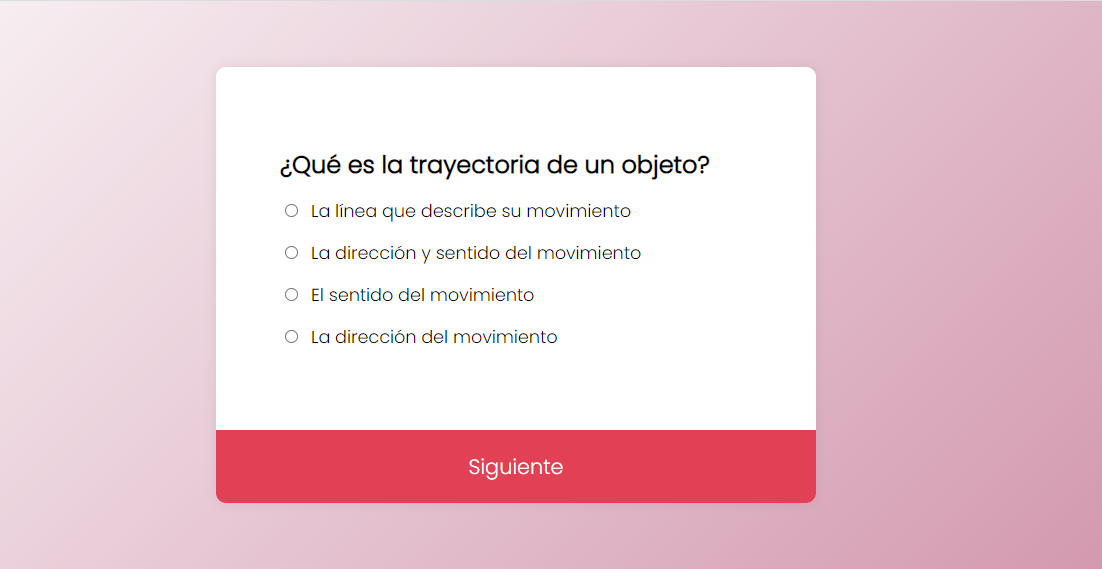 ¿Qué es la trayectoria de un objeto?
La línea que describe su movimiento
La dirección y sentido del movimiento
El sentido del movimiento
La dirección del movimiento
Siguiente